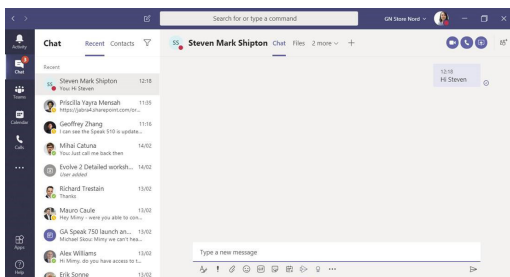 Search for or type a command
GN Store Nord
Activity
Chat
Teams
Calendar
Calls
Apps
Help
Chat
Recent
Contacts
Recent
SS
Steven Mark Shipton
12:18
You: Hi Steven
Priscilla Yayra Mensah
11:35
https://jabra4.sharepoint.com/or...
Geoffrey Zhang
11:16
I can see the Speak 510 is update...
Mihai Catuna
14/02
You: Just call me back then
Evolve 2 Detailed worksh...
14/02
User added
Richard Trestain
13/02
Thanks
Mauro Caule
13/02
Hey Mimy - were you able to con...
GA Speak 750 launch an...
13/02
Michael Skou: Mimy we can't hea...
Alex Williams
13/02
Hi Mimy, do you have access to t...
Erik Sonne
13/02
SS
Steven Mark Shipton
Chat
Files
2 more
12:18
Hi Steven
Type a new message
GIF